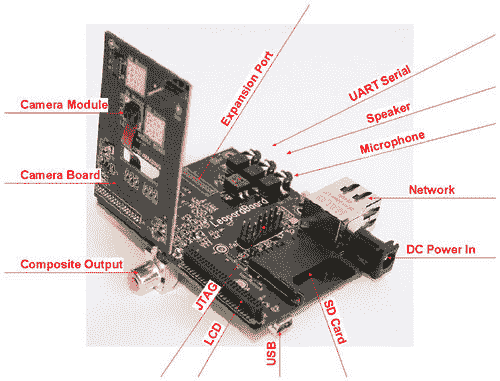 Camera Module
Camera Board
Composite Output
Expansion Port
UART Serial
Speaker
Microphone
Network
DC Power In
LeopardBoard
JTAG
LCD
USB
SD Card